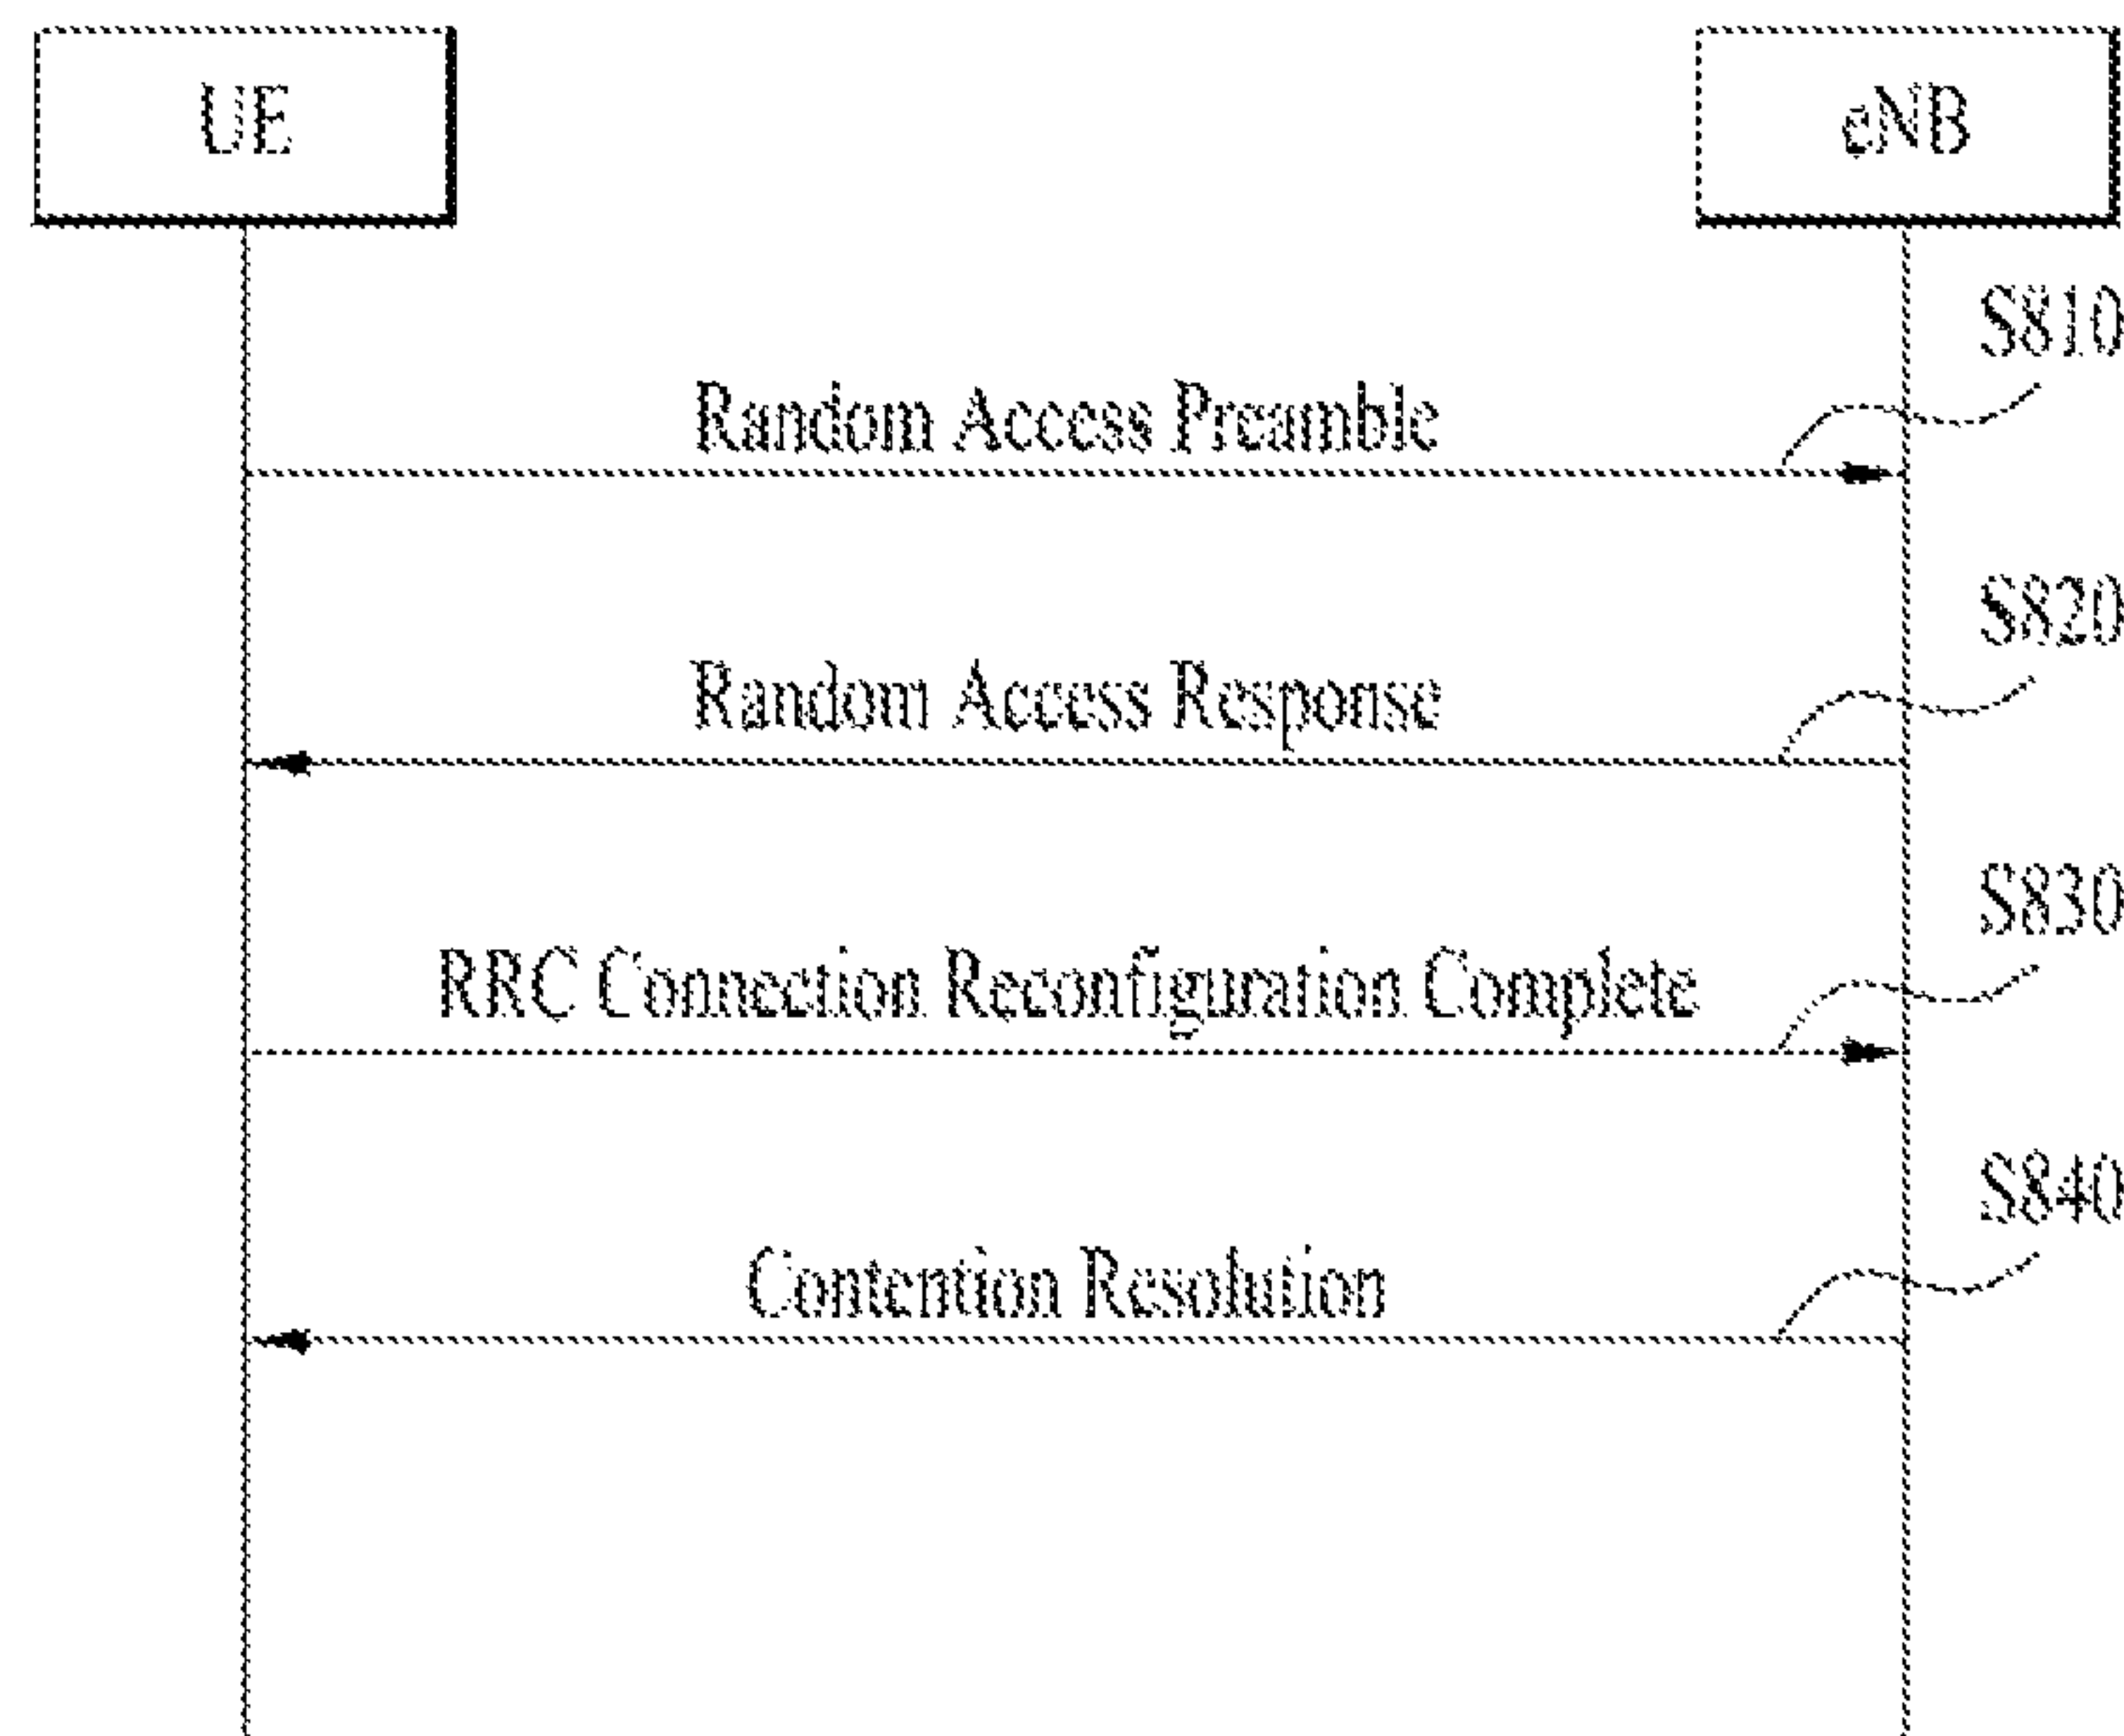 UE
eNB
S810
Random Access Preamble
S820
Random Access Response
S830
RRC Connection Reconfiguration Complete
S840
Contention Resolution